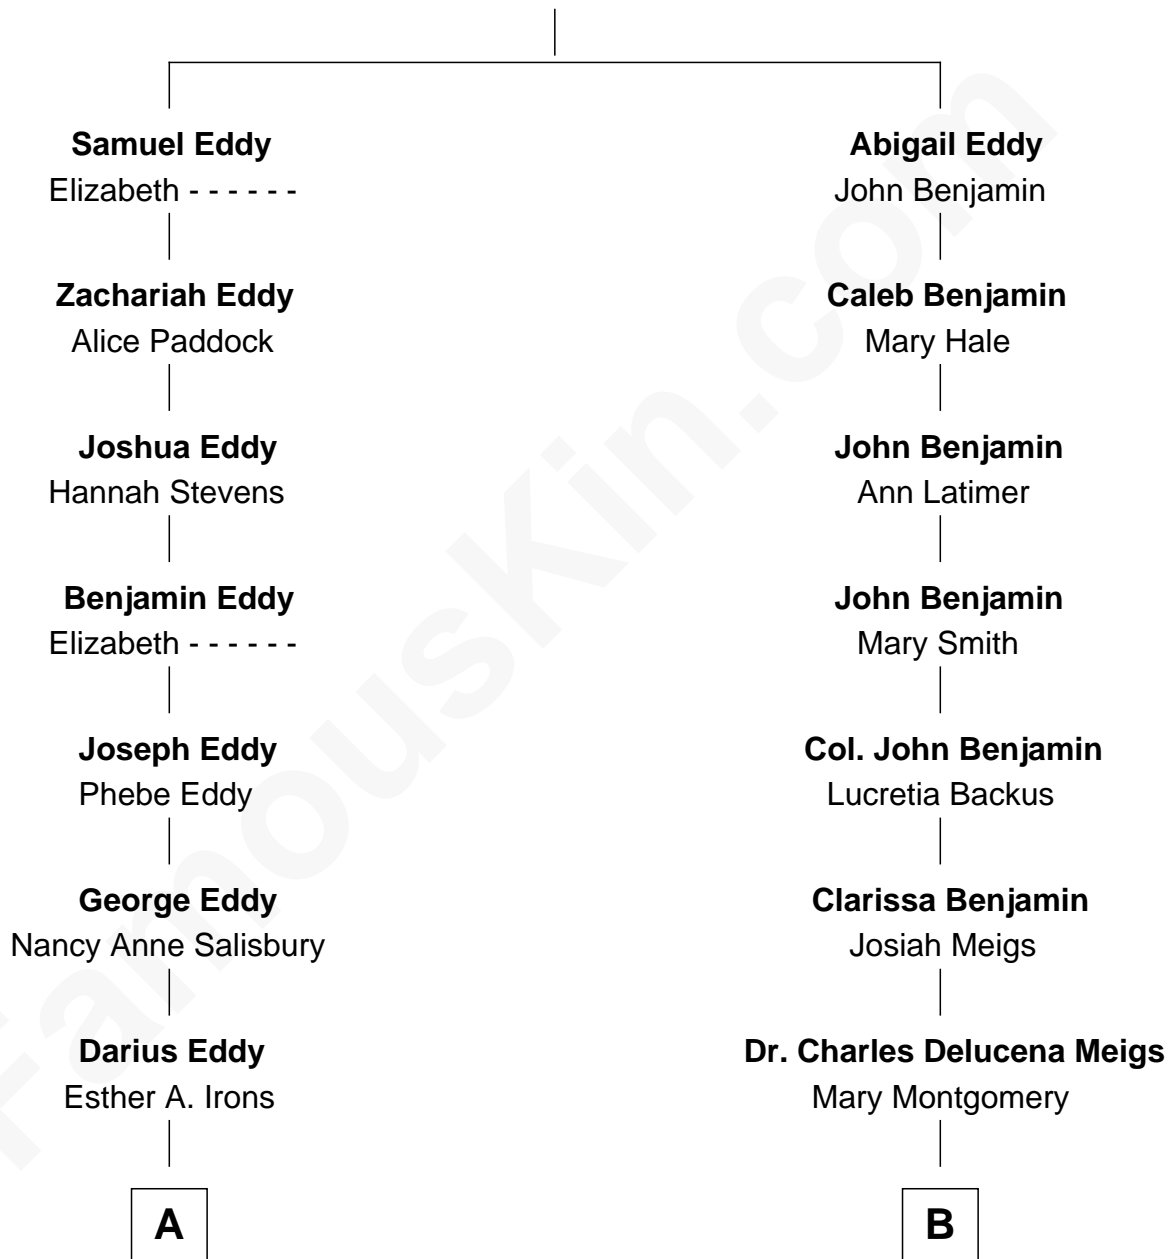 Samuel Eddy
Elizabeth - - - - - -
Zachariah Eddy
Alice Paddock
Joshua Eddy
Hannah Stevens
Benjamin Eddy
Elizabeth - - - - - -
Joseph Eddy
Phebe Eddy
George Eddy
Nancy Anne Salisbury
Darius Eddy
Esther A. Irons
A
Abigail Eddy
John Benjamin
Caleb Benjamin
Mary Hale
John Benjamin
Ann Latimer
John Benjamin
Mary Smith
Col. John Benjamin
Lucretia Backus
Clarissa Benjamin
Josiah Meigs
Dr. Charles Delucena Meigs
Mary Montgomery
B
FamousKin.com